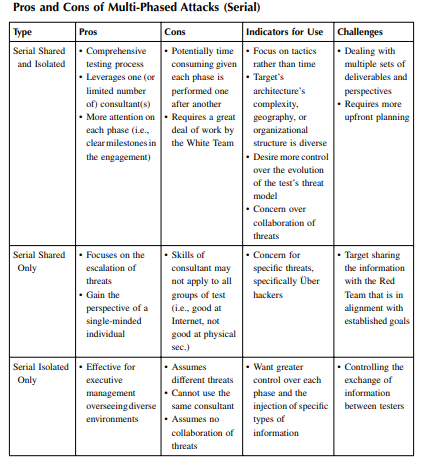 Pros and Cons of Multi-Phased Attacks (Serial)
Type
Pros
Cons
Indicators for Use
Challenges
Serial Shared
and Isolated
• Comprehensive
testing process
• Leverages one (or
limited number
of) consultant(s)
• More attention on
each phase (i.e.,
clear milestones in
the engagement)
• Potentially time
consuming given
each phase is
performed one
after another
• Requires a great
deal of work by
the White Team
• Focus on tactics
rather than time
• Target's
architecture's
complexity,
geography, or
organizational
structure is diverse
• Desire more control
over the evolution
of the test's threat
model
• Concern over
collaboration of
threats
• Dealing with
multiple sets of
deliverables and
perspectives
• Requires more
upfront planning
Serial Shared
Only
• Focuses on the
escalation of
threats
• Gain the
perspective of a
single-minded
individual
• Skills of
consultant may
not apply to all
groups of test
(i.e., good at
Internet, not
good at physical
sec.)
• Concern for
specific threats,
specifically Über
hackers
• Target sharing
the information
with the Red
Team that is in
alignment with
established goals
Serial Isolated
Only
• Effective for
executive
management
overseeing diverse
environments
• Assumes
different threats
• Cannot use the
same consultant
• Assumes no
collaboration of
threats
• Want greater
control over each
phase and the
injection of specific
types of
information
• Controlling the
exchange of
information
between testers